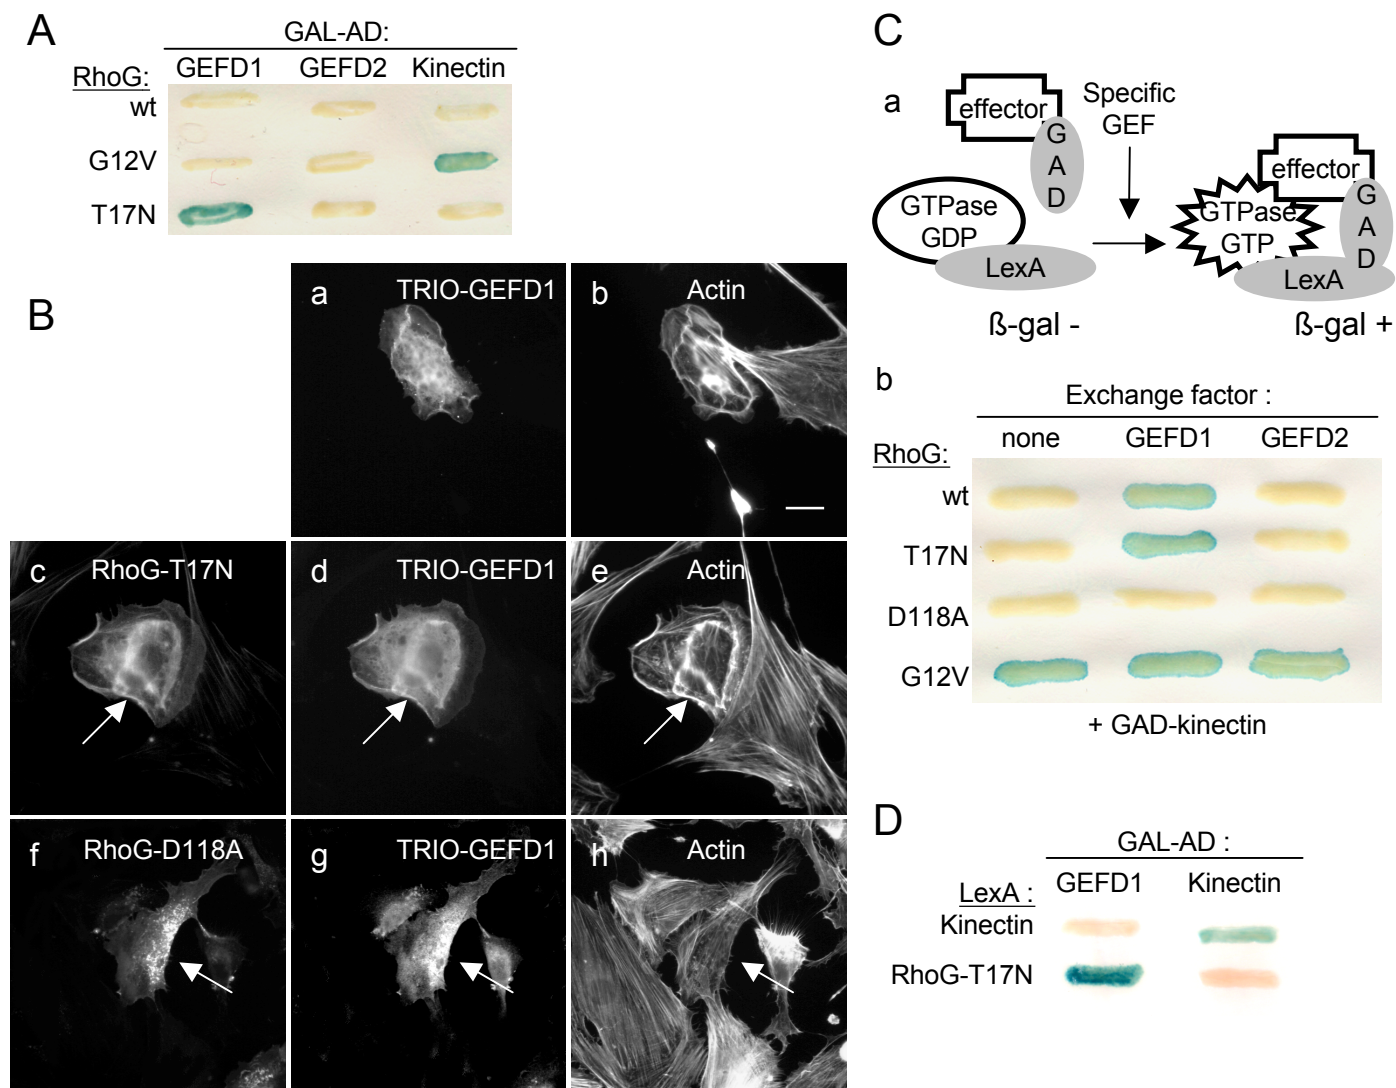 A
GAL-AD:
RhoG:
GEFD1 GEFD2 Kinectin
wt
G12V
T17N
B
a TRIO-GEFD1
b Actin
c RhoG-T17N
d TRIO-GEFD1
e Actin
f RhoG-D118A
g TRIO-GEFD1
h Actin
C
a
effector
GAD
Specific
GEF
GTPase
GDP
LexA
effector
GAD
GTPase
GTP
LexA
ß-gal -
ß-gal +
b
Exchange factor :
none GEFD1 GEFD2
RhoG:
wt
T17N
D118A
G12V
+ GAD-kinectin
D
GAL-AD :
GEFD1 Kinectin
LexA :
Kinectin
RhoG-T17N